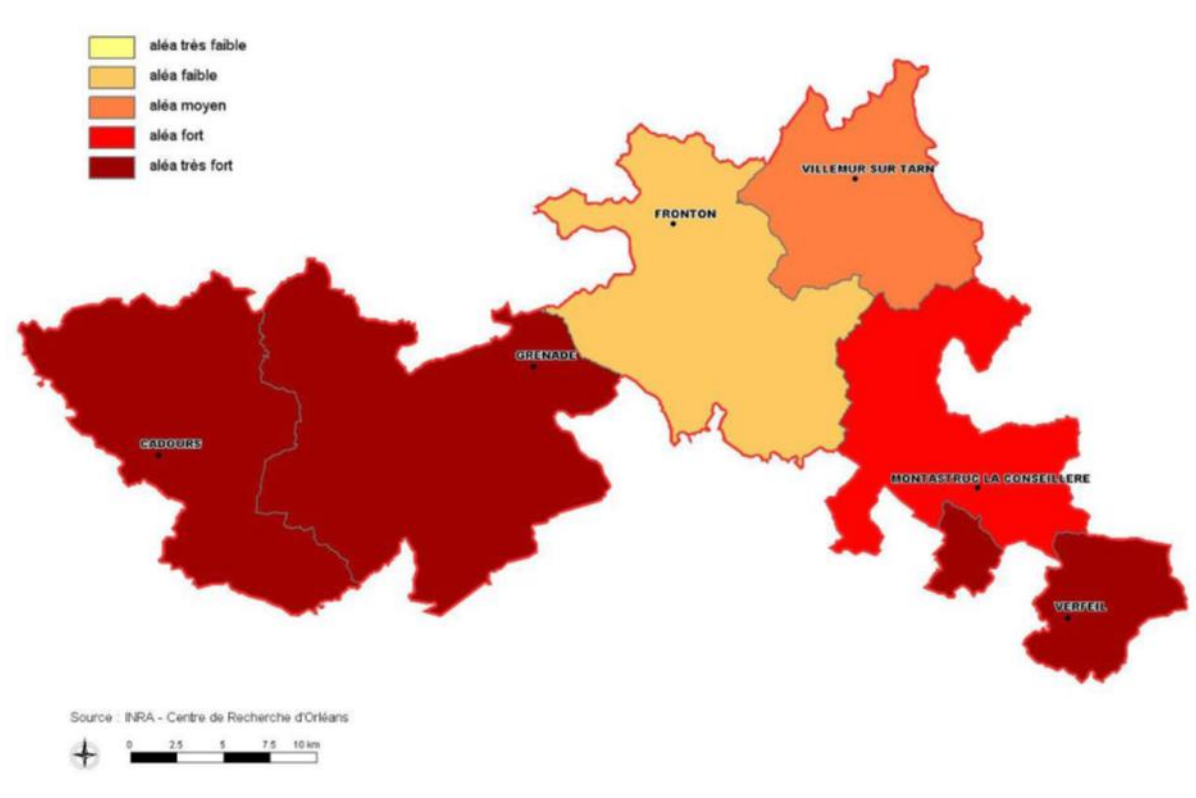 aléa très faible
aléa faible
aléa moyen
aléa fort
aléa très fort
VILLEMUR SUR TARN
FRONTON
GRENADE
CADOURS
MONTASTRUC LA CONSEILLERE
VERFEIL
Source : INRA - Centre de Recherche d'Orléans
0 2.5 5 7.5 10 km